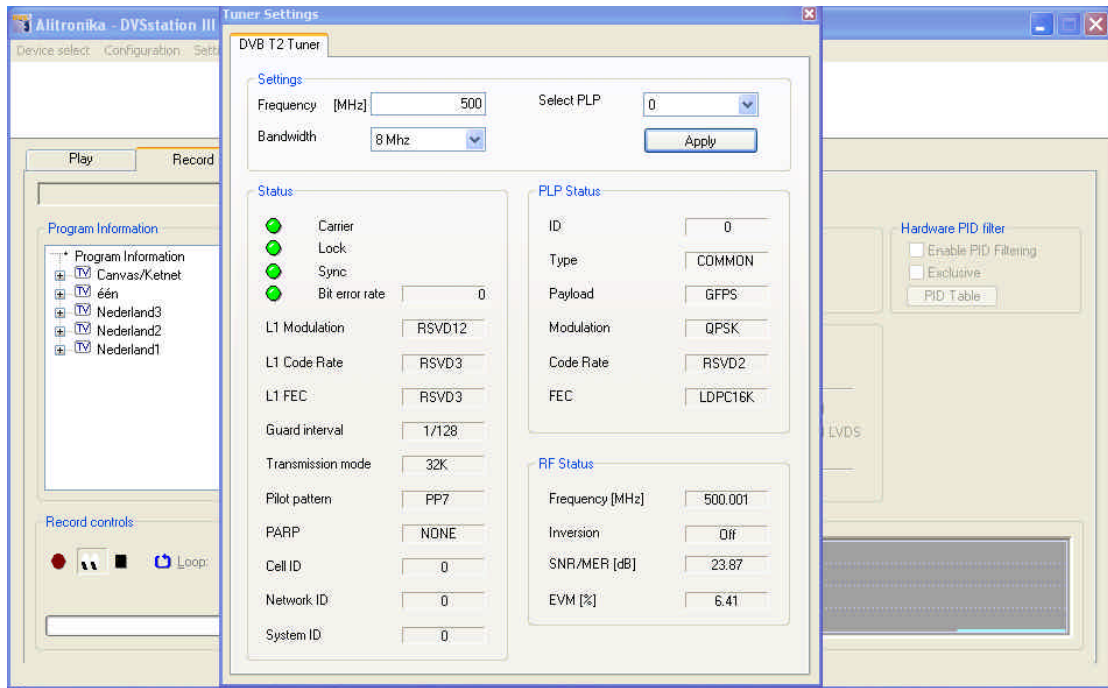 Alitronika - DVSstation III
Device select Configuration
Play
Record
Program Information
Program Information
Canvas/Ketnet
één
Nederland3
Nederland2
Nederland1
Record controls
Loop:
Tuner Settings
DVB T2 Tuner
Settings
Frequency [MHz] 500
Select PLP 0
Bandwidth 8 Mhz
Apply
Status
Carrier
Lock
Sync
Bit error rate 0
L1 Modulation RSVD12
L1 Code Rate RSVD3
L1 FEC RSVD3
Guard interval 1/128
Transmission mode 32K
Pilot pattern PP7
PARP NONE
Cell ID 0
Network ID 0
System ID 0
PLP Status
ID 0
Type COMMON
Payload GFPS
Modulation QPSK
Code Rate RSVD2
FEC LDPC16K
RF Status
Frequency [MHz] 500.001
Inversion Off
SNR/MER [dB] 23.87
EVM [%] 6.41
Hardware PID filter
Enable PID Filtering
Exclusive
PID Table
LVDS